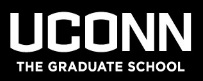 UCONN
THE GRADUATE SCHOOL